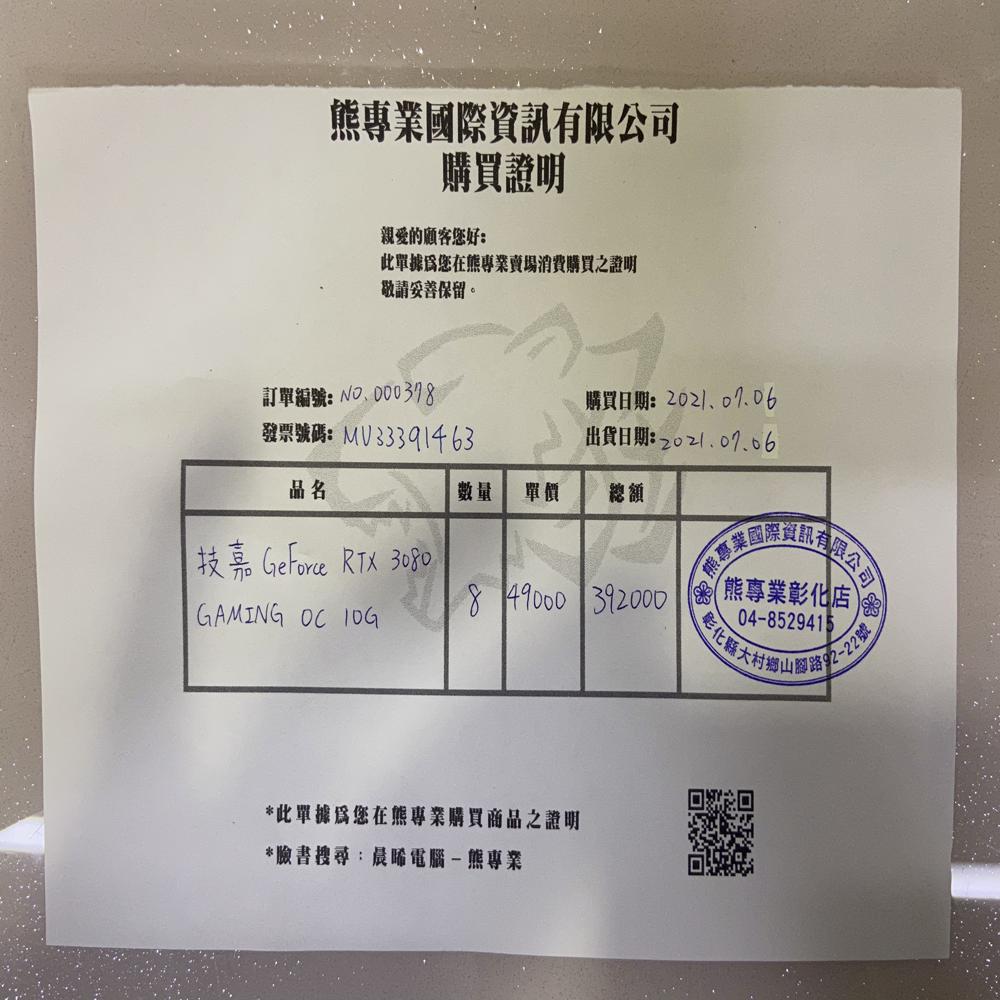 熊專業國際資訊有限公司
購買證明
親愛的顧客您好:
此單據爲您在熊專業賣場消費購買之證明
敬請妥善保留。
訂單編號: NO.000378
購買日期: 2021.07.06
發票號碼: MV33391463
出貨日期: 2021.07.06
品名 數量 單價 總額
技嘉 GeForce RTX 3080
GAMING OC 10G
8 49000 392000
熊專業國際資訊有限公司
熊專業彰化店
04-8529415
彰化縣大村鄉山腳路92-22號
*此單據爲您在熊專業購買商品之證明
*臉書搜尋:晨晞電腦-熊專業